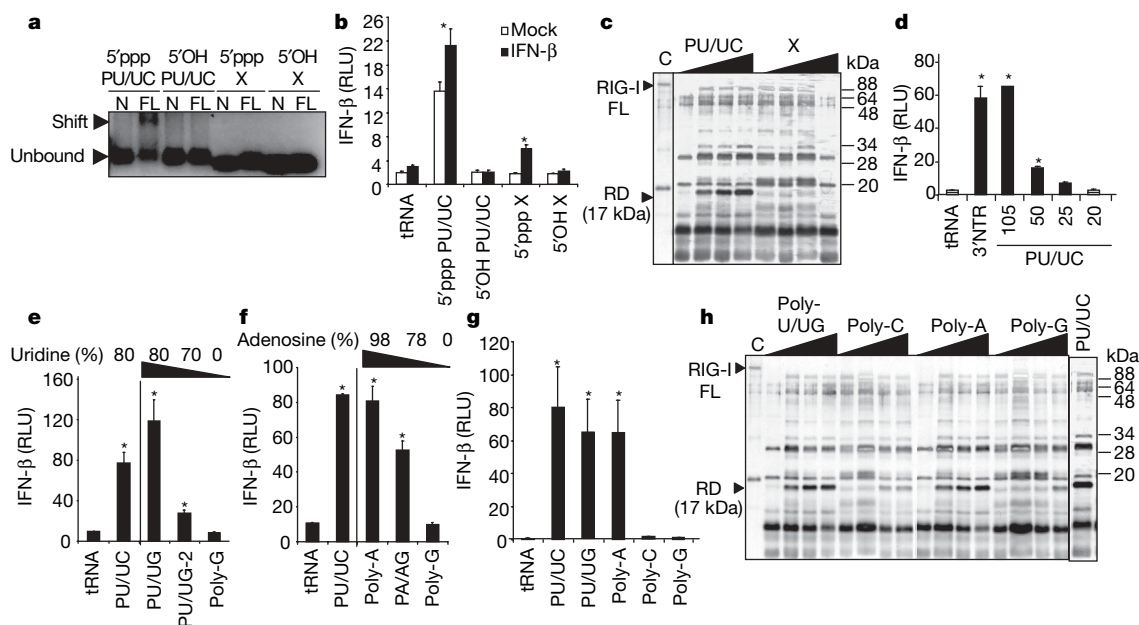 a
5′ppp 5′OH 5′ppp 5′OH
PU/UC PU/UC X X
N FL N FL N FL N FL
Shift
Unbound
b
Mock
IFN-β
IFN-β (RLU)
26
22
18
14
12
8
4
2
0
tRNA
5′ppp PU/UC
5′OH PU/UC
5′ppp X
5′OH X
*
*
c
C
PU/UC
X
kDa
RIG-I
FL
RD
(17 kDa)
88
64
48
34
28
20
d
IFN-β (RLU)
80
60
40
20
0
*
*
*
tRNA
3′NTR
105
50
25
20
PU/UC
e
Uridine (%) 80 80 70 0
IFN-β (RLU)
160
120
80
40
0
*
*
*
tRNA
PU/UC
PU/UG
PU/UG-2
Poly-G
f
Adenosine (%) 98 78 0
IFN-β (RLU)
100
80
60
40
20
0
*
*
*
tRNA
PU/UC
Poly-A
PA/AG
Poly-G
g
IFN-β (RLU)
120
100
80
60
40
20
0
*
*
*
tRNA
PU/UC
PU/UG
Poly-A
Poly-C
Poly-G
h
C
Poly-
U/UG
Poly-C
Poly-A
Poly-G
PU/UC
kDa
RIG-I
FL
RD
(17 kDa)
88
64
48
34
28
20